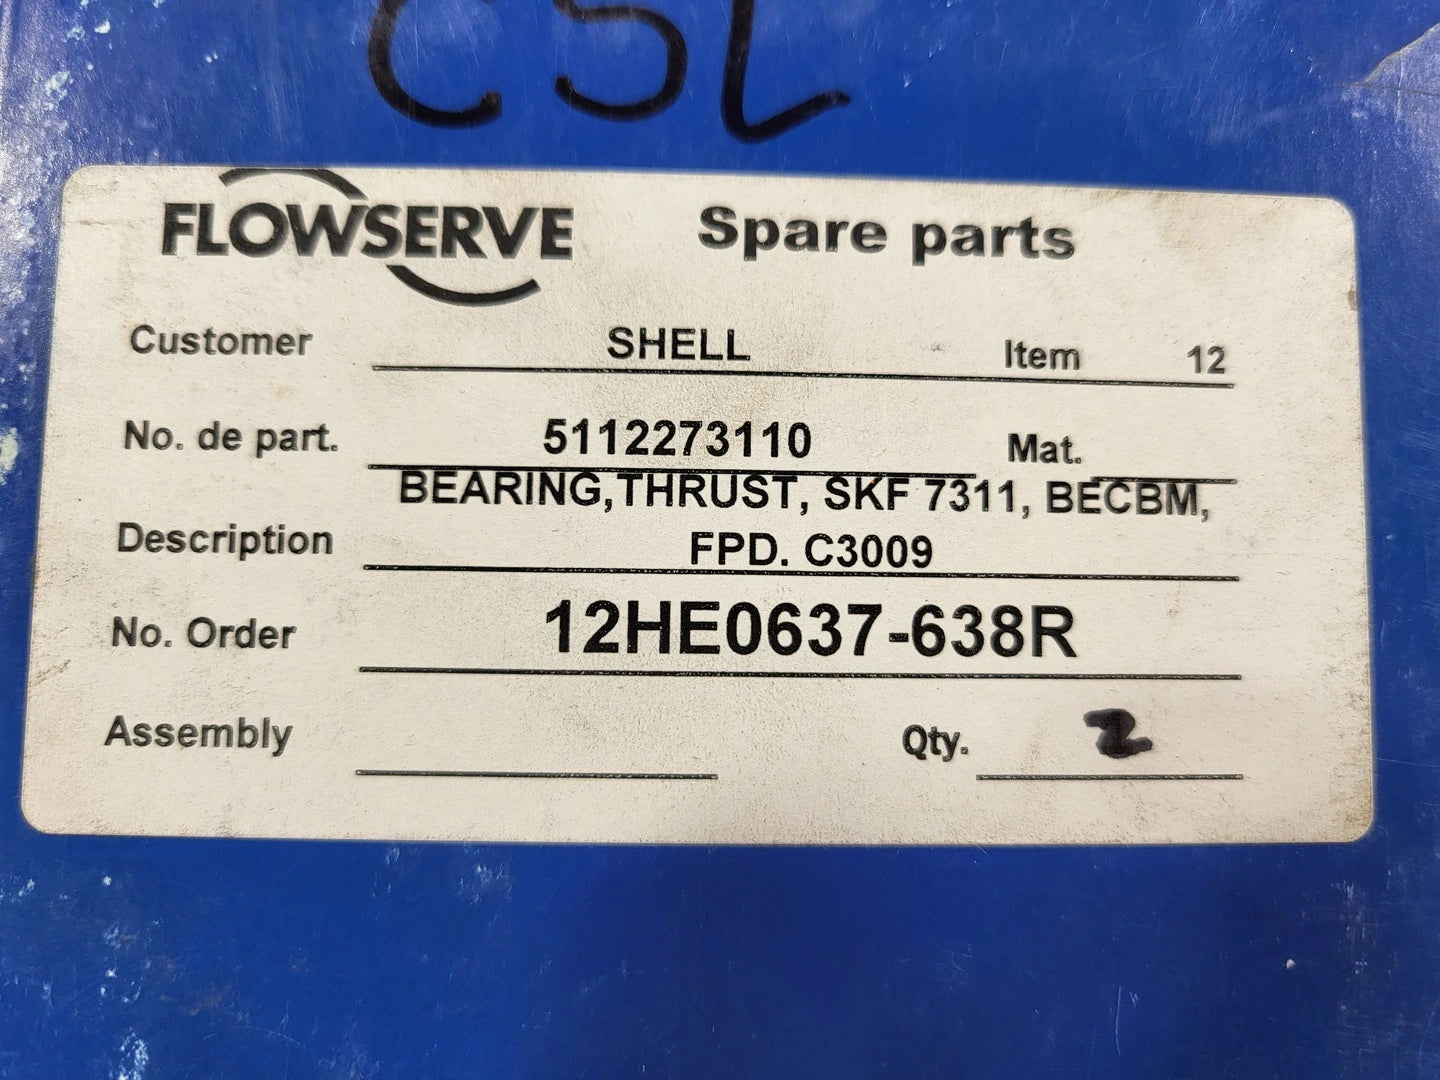 CSL
FLOWSERVE Spare parts
Customer SHELL Item 12
No. de part. 5112273110 Mat.
BEARING,THRUST, SKF 7311, BECBM,
Description FPD. C3009
No. Order 12HE0637-638R
Assembly Qty. 2